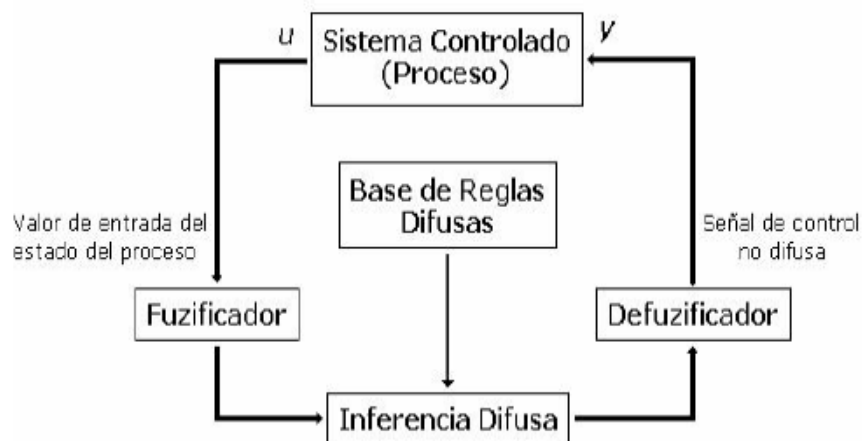 u
Sistema Controlado
(Proceso)
y
Base de Reglas
Difusas
Valor de entrada del
estado del proceso
Señal de control
no difusa
Fuzificador
Defuzificador
Inferencia Difusa